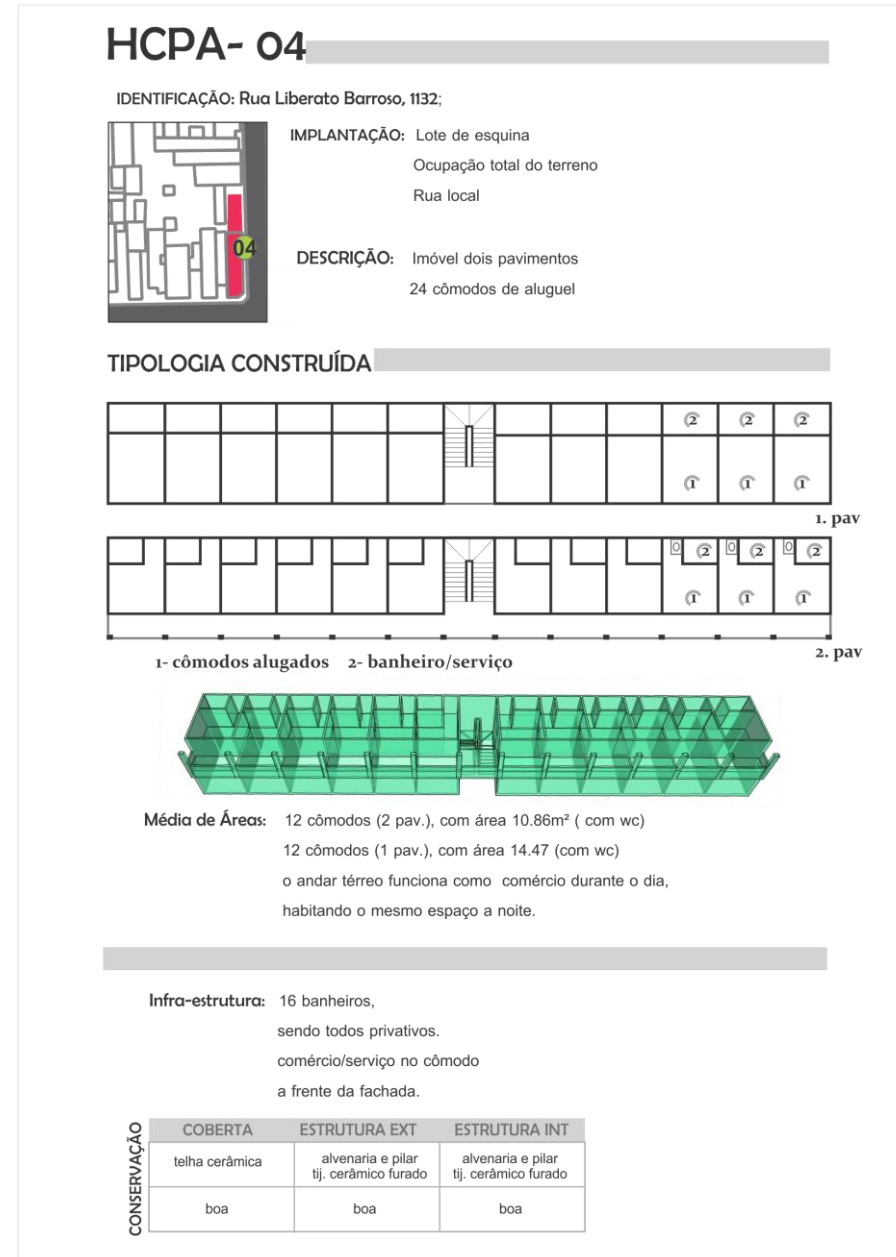 HCPA- 04
IDENTIFICAÇÃO: Rua Liberato Barroso, 1132;
IMPLANTAÇÃO: Lote de esquina
Ocupação total do terreno
Rua local
04
DESCRIÇÃO: Imóvel dois pavimentos
24 cômodos de aluguel
TIPOLOGIA CONSTRUÍDA
2 2 2
1 1 1
1. pav
2 2 2
1 1 1
2. pav
1- cômodos alugados 2- banheiro/serviço
Média de Áreas: 12 cômodos (2 pav.), com área 10.86m² ( com wc)
12 cômodos (1 pav.), com área 14.47 (com wc)
o andar térreo funciona como comércio durante o dia,
habitando o mesmo espaço a noite.
Infra-estrutura: 16 banheiros,
sendo todos privativos.
comércio/serviço no cômodo
a frente da fachada.
CONSERVAÇÃO
COBERTA ESTRUTURA EXT ESTRUTURA INT
telha cerâmica alvenaria e pilar alvenaria e pilar
tij. cerâmico furado tij. cerâmico furado
boa boa boa